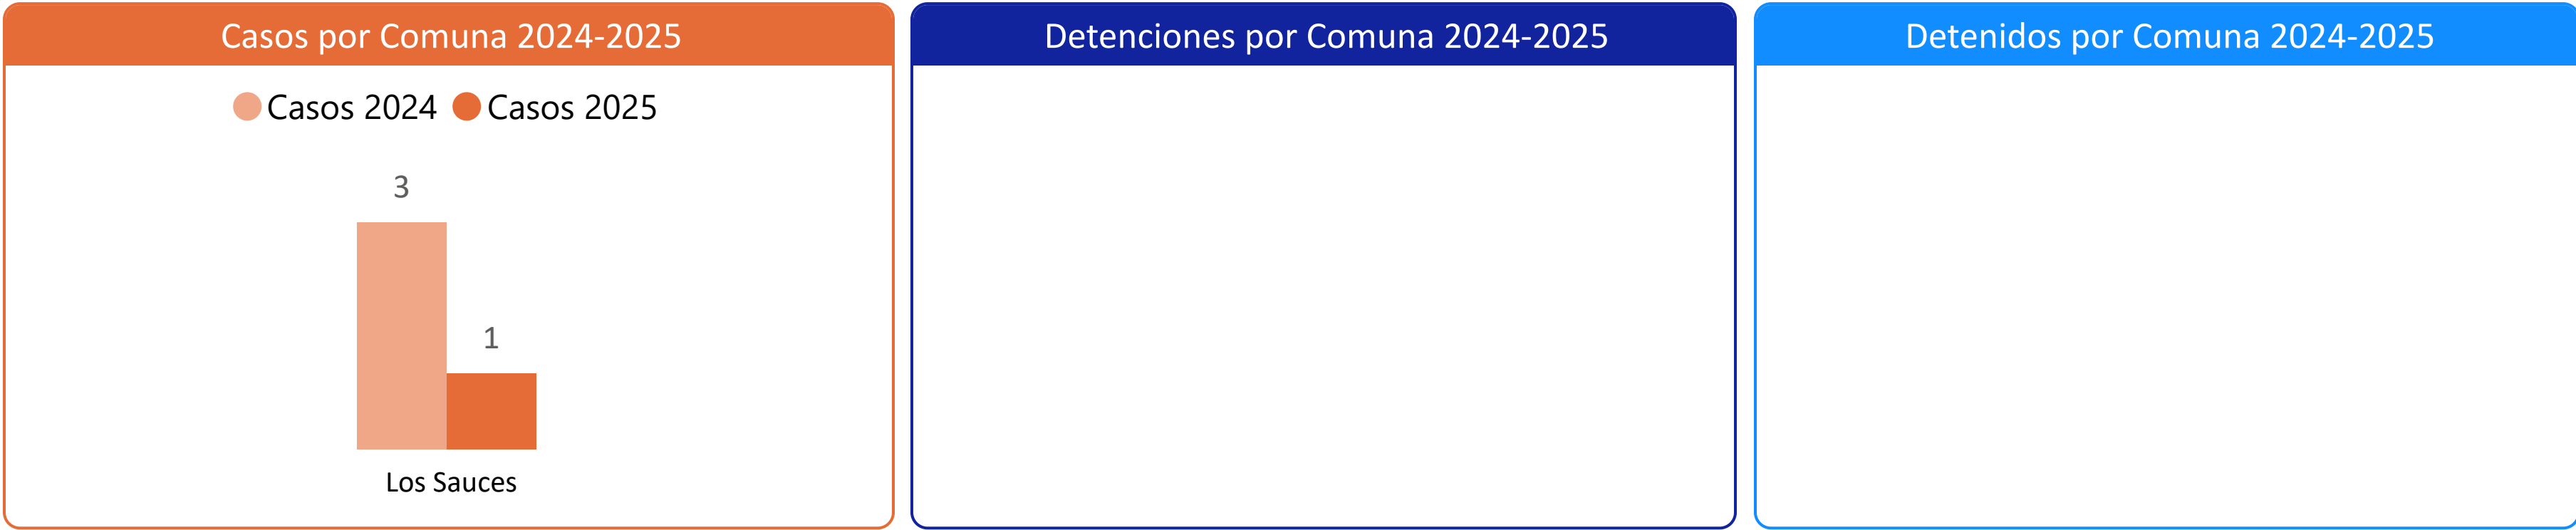 Casos por Comuna 2024-2025
Casos 2024 Casos 2025
3
1
Los Sauces
Detenciones por Comuna 2024-2025
Detenidos por Comuna 2024-2025